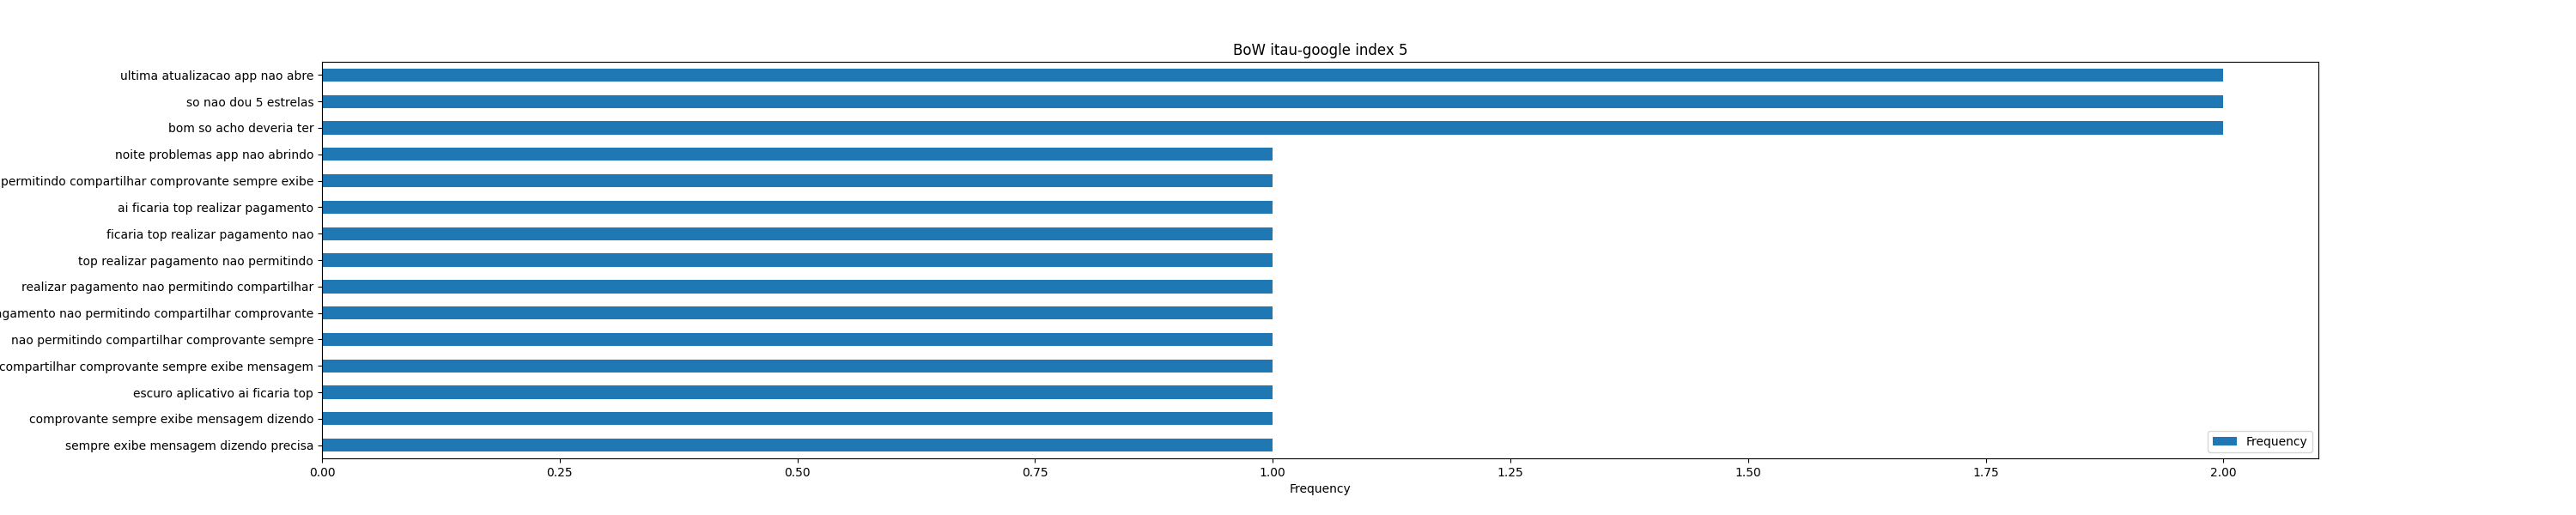 BoW itau-google index 5
ultima atualizacao app nao abre
so nao dou 5 estrelas
bom so acho deveria ter
noite problemas app nao abrindo
permitindo compartilhar comprovante sempre exibe
ai ficaria top realizar pagamento
ficaria top realizar pagamento nao
top realizar pagamento nao permitindo
realizar pagamento nao permitindo compartilhar
agamento nao permitindo compartilhar comprovante
nao permitindo compartilhar comprovante sempre
compartilhar comprovante sempre exibe mensagem
escuro aplicativo ai ficaria top
comprovante sempre exibe mensagem dizendo
sempre exibe mensagem dizendo precisa
Frequency
0.00 0.25 0.50 0.75 1.00 1.25 1.50 1.75 2.00
Frequency